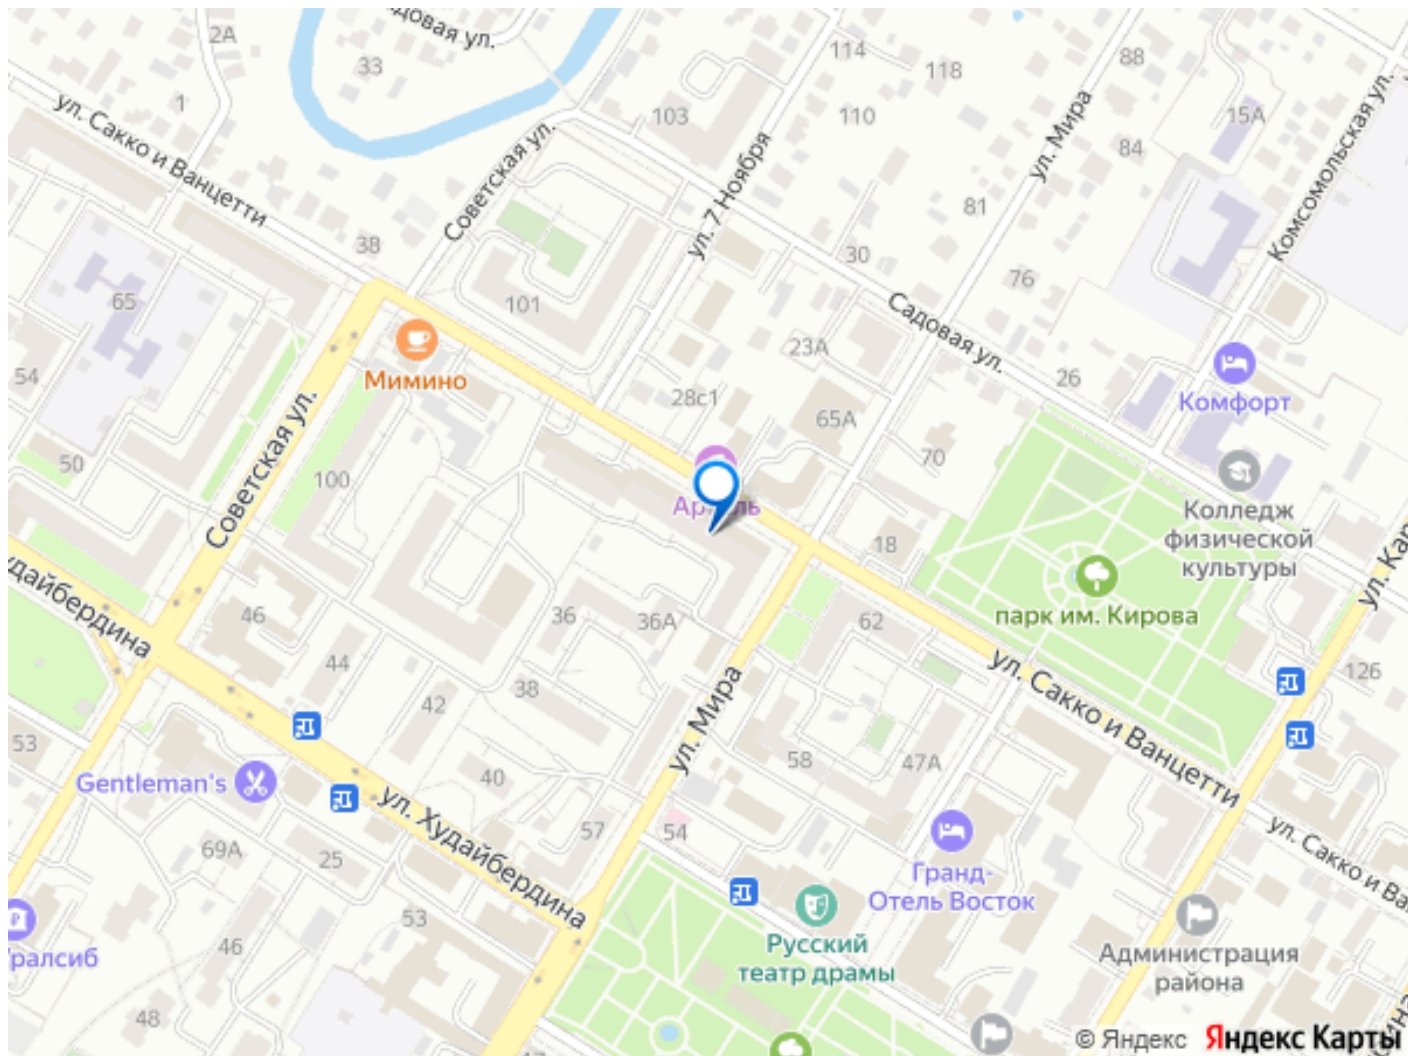 Садовая ул.
2А
33
1
114
118
88
103
110
15А
84
ул. Сакко и Ванцетти
Советская ул.
ул. 7 Ноября
ул. Мира
Комсомольская ул.
81
38
30
76
65
101
23А
Садовая ул.
Мимино
54
28с1
26
Комфорт
65А
70
50
100
Советская ул.
18
Колледж
физической
культуры
парк им. Кирова
ул. Сакко и Ванцетти
46
36
36А
62
44
38
42
126
ул. Мира
53
58
47А
40
Gentleman's
ул. Худайбердина
57
54
69А
25
Гранд-
Отель Восток
ул. Сакко и Ва
53
46
Русский
театр драмы
Администрация
района
48
© Яндекс Яндекс Карты